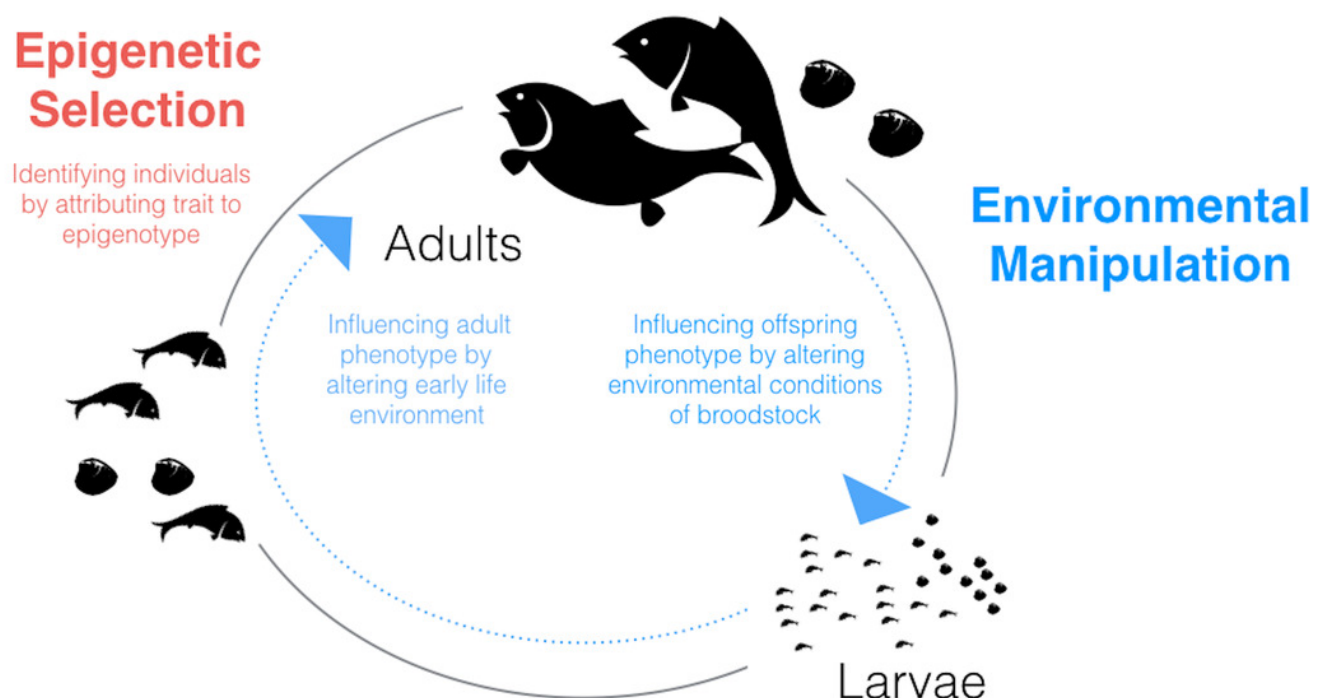 Epigenetic
Selection
Identifying individuals
by attributing trait to
epigenotype
Adults
Environmental
Manipulation
Influencing adult
phenotype by
altering early life
environment
Influencing offspring
phenotype by altering
environmental conditions
of broodstock
Larvae